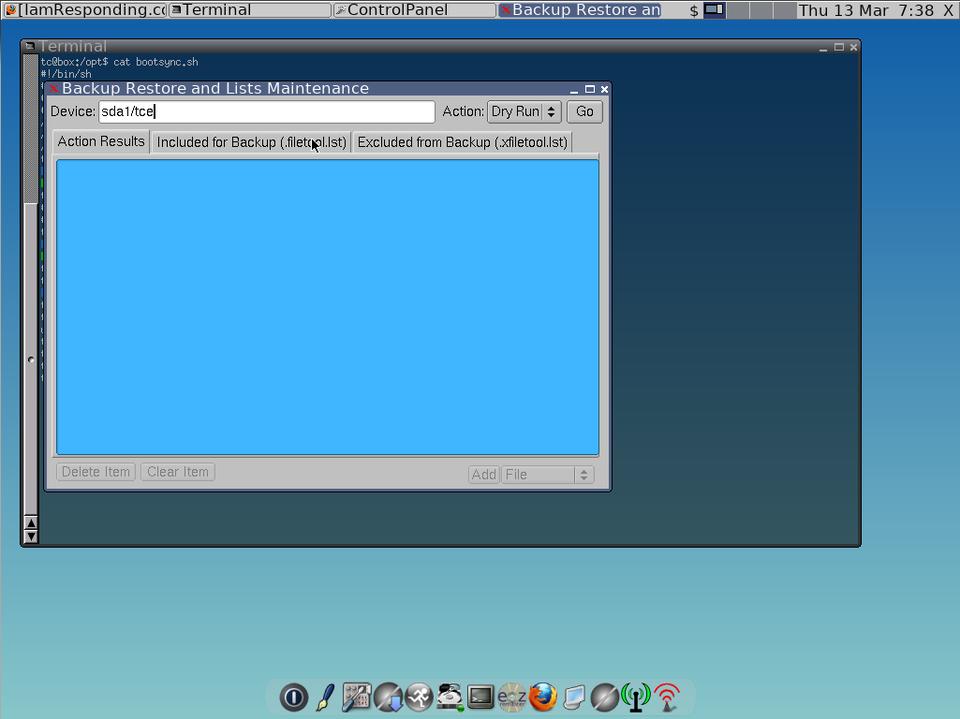 [IamResponding.cc Terminal ControlPanel Backup Restore an $ Thu 13 Mar 7:38 X
Terminal
tc@box:/opt$ cat bootsync.sh
#!/bin/sh
Backup Restore and Lists Maintenance
Device: sda1/tce Action: Dry Run Go
Action Results Included for Backup (.filetool.lst) Excluded from Backup (.xfiletool.lst)
Delete Item Clear Item Add File